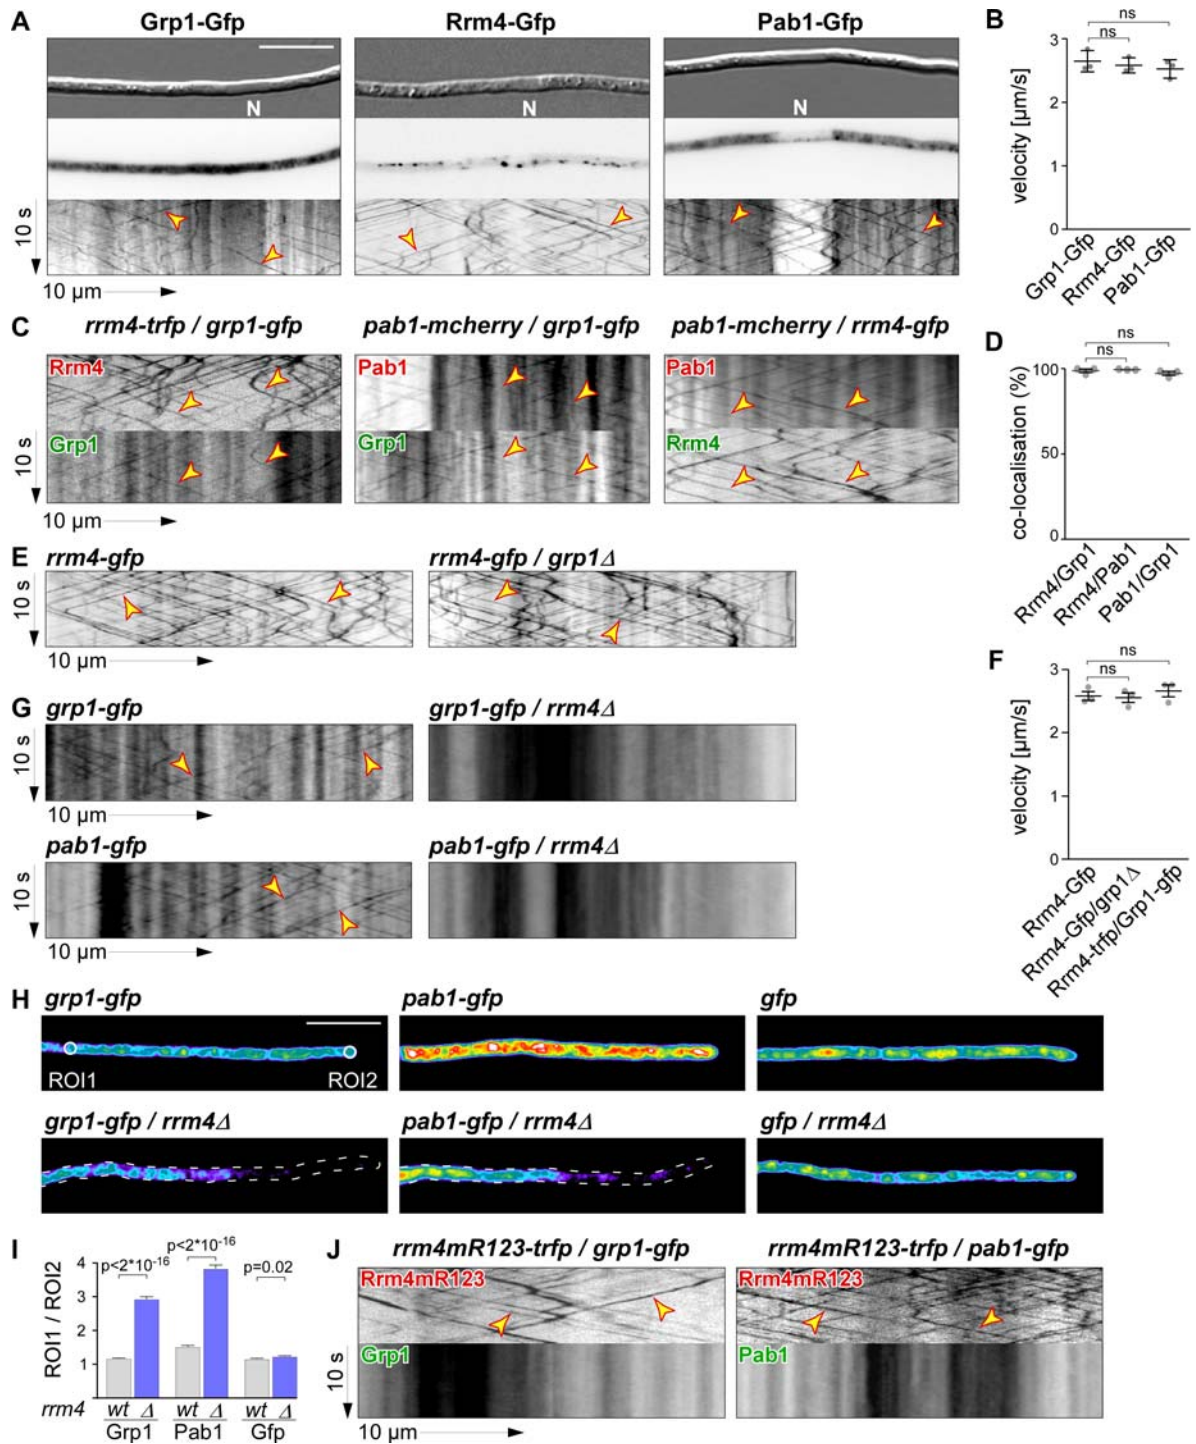 A
Grp1-Gfp
Rrm4-Gfp
Pab1-Gfp
N
N
10 s
10 µm
B
ns
ns
velocity [µm/s]
3
2
1
0
Grp1-Gfp
Rrm4-Gfp
Pab1-Gfp
C
rrm4-trfp / grp1-gfp
pab1-mcherry / grp1-gfp
pab1-mcherry / rrm4-gfp
Rrm4
Pab1
Pab1
Grp1
Grp1
Rrm4
10 s
10 µm
D
ns
ns
co-localisation (%)
100
50
0
Rrm4/Grp1
Rrm4/Pab1
Pab1/Grp1
E
rrm4-gfp
rrm4-gfp / grp1Δ
10 s
10 µm
F
ns
ns
velocity [µm/s]
3
2
1
0
Rrm4-Gfp
Rrm4-Gfp/grp1Δ
Rrm4-trfp/Grp1-gfp
G
grp1-gfp
grp1-gfp / rrm4Δ
10 s
10 µm
pab1-gfp
pab1-gfp / rrm4Δ
10 s
10 µm
H
grp1-gfp
pab1-gfp
gfp
ROI1
ROI2
grp1-gfp / rrm4Δ
pab1-gfp / rrm4Δ
gfp / rrm4Δ
I
p<2*10-16
p<2*10-16
p=0.02
ROI1 / ROI2
4
3
2
1
rrm4
wt Δ
wt Δ
wt Δ
Grp1
Pab1
Gfp
J
rrm4mR123-trfp / grp1-gfp
rrm4mR123-trfp / pab1-gfp
Rrm4mR123
Rrm4mR123
Grp1
Pab1
10 s
10 µm